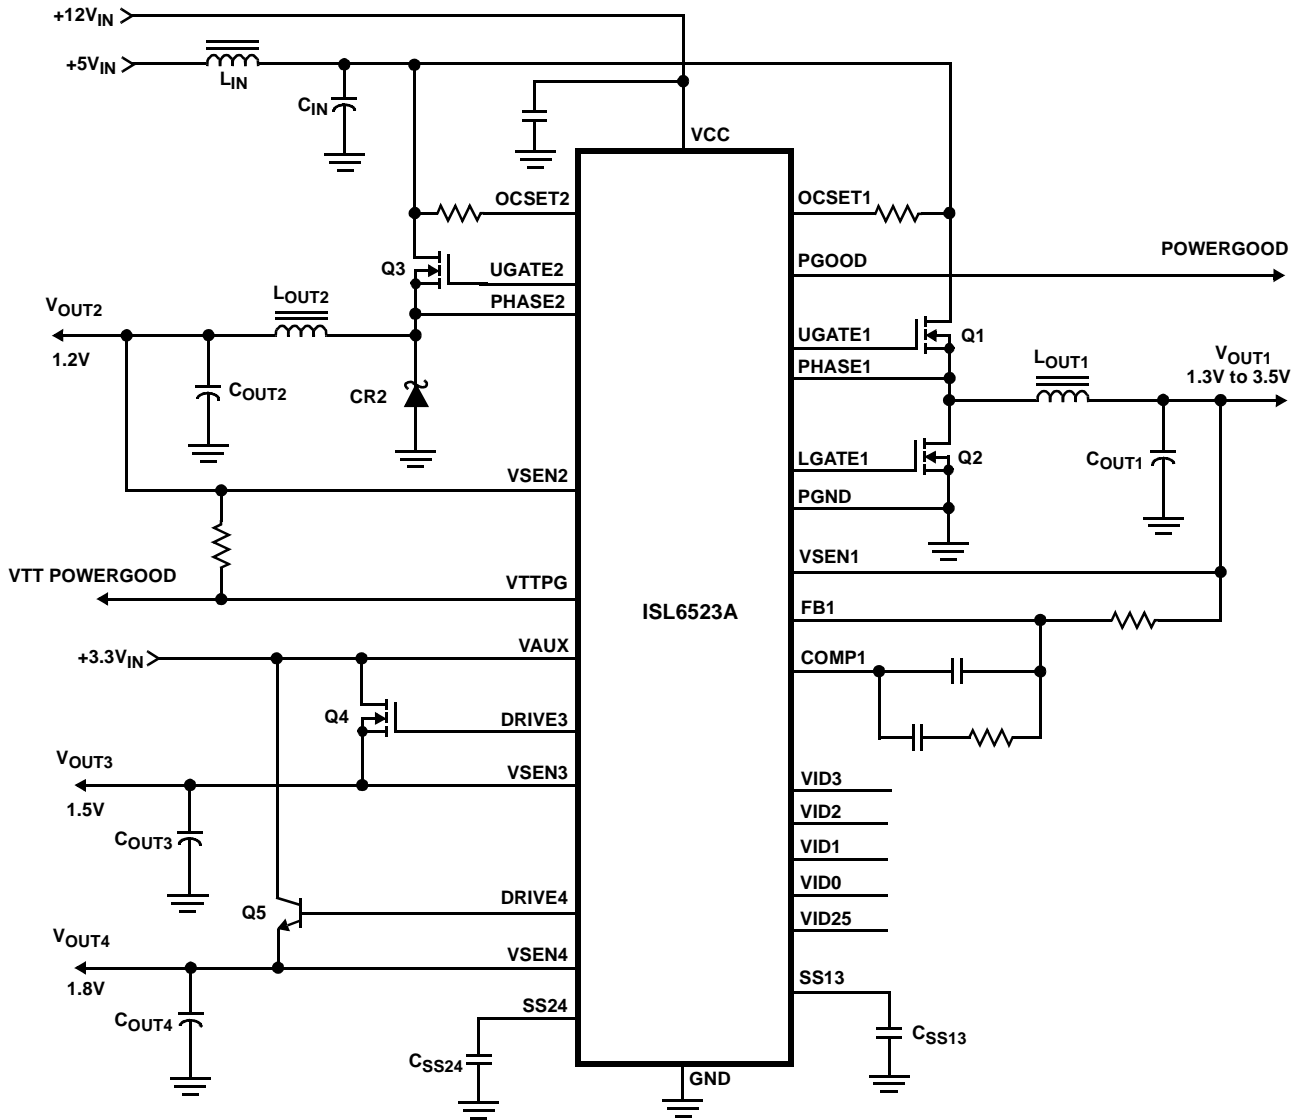 +12VIN
+5VIN
LIN
CIN
VCC
OCSET2
OCSET1
PGOOD
POWERGOOD
Q3
UGATE2
PHASE2
LOUT2
VOUT2
1.2V
COUT2
CR2
UGATE1
Q1
PHASE1
LOUT1
VOUT1
1.3V to 3.5V
LGATE1
Q2
COUT1
PGND
VSEN2
VSEN1
VTT POWERGOOD
VTTPG
ISL6523A
FB1
+3.3VIN
VAUX
COMP1
Q4
DRIVE3
VOUT3
1.5V
VSEN3
COUT3
VID3
VID2
VID1
VID0
VID25
Q5
DRIVE4
VOUT4
1.8V
VSEN4
COUT4
SS24
SS13
CSS24
CSS13
GND